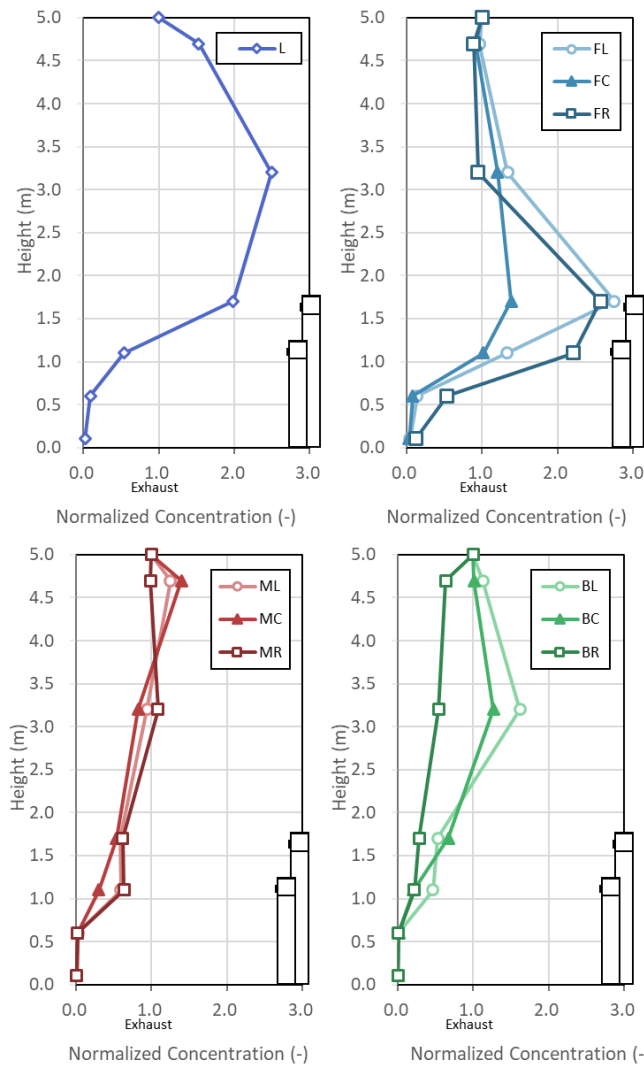 5.0
4.5
4.0
3.5
3.0
2.5
2.0
1.5
1.0
0.5
0.0
Height (m)
L
0.0 1.0 2.0 3.0
Exhaust
Normalized Concentration (-)
5.0
4.5
4.0
3.5
3.0
2.5
2.0
1.5
1.0
0.5
0.0
Height (m)
FL
FC
FR
0.0 1.0 2.0 3.0
Exhaust
Normalized Concentration (-)
5.0
4.5
4.0
3.5
3.0
2.5
2.0
1.5
1.0
0.5
0.0
Height (m)
ML
MC
MR
0.0 1.0 2.0 3.0
Exhaust
Normalized Concentration (-)
5.0
4.5
4.0
3.5
3.0
2.5
2.0
1.5
1.0
0.5
0.0
Height (m)
BL
BC
BR
0.0 1.0 2.0 3.0
Exhaust
Normalized Concentration (-